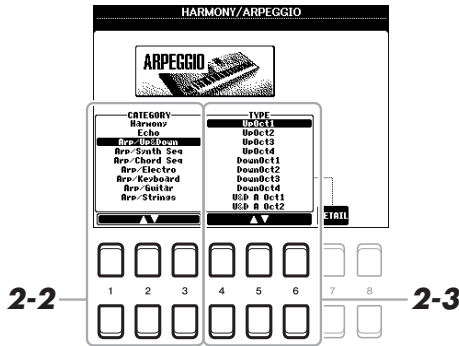 HARMONY/ARPEGGIO
ARPEGGIO
CATEGORY
Harmony
Echo
Arp/Up&Down
Arp/Synth Seq
Arp/Chord Seq
Arp/Electro
Arp/Keyboard
Arp/Guitar
Arp/Strings
▲▼
TYPE
UpOct1
UpOct2
UpOct3
UpOct4
DownOct1
DownOct2
DownOct3
DownOct4
U&D A Oct1
U&D A Oct2
▲▼
ETAIL
1 2 3 4 5 6 7 8
2-2
2-3